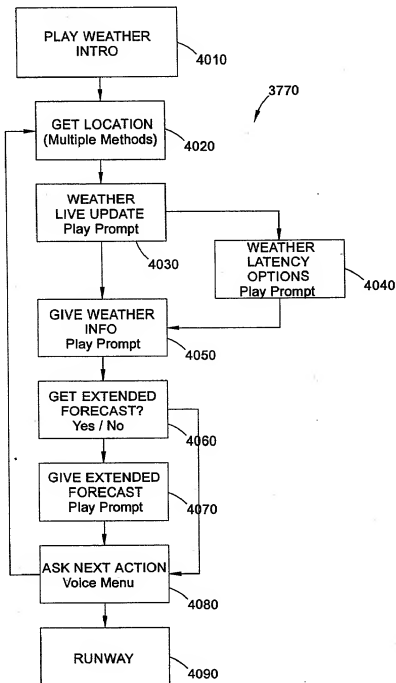 PLAY WEATHER
INTRO
4010
3770
GET LOCATION
(Multiple Methods)
4020
WEATHER
LIVE UPDATE
Play Prompt
4030
WEATHER
LATENCY
OPTIONS
Play Prompt
4040
GIVE WEATHER
INFO
Play Prompt
4050
GET EXTENDED
FORECAST?
Yes / No
4060
GIVE EXTENDED
FORECAST
Play Prompt
4070
ASK NEXT ACTION
Voice Menu
4080
RUNWAY
4090